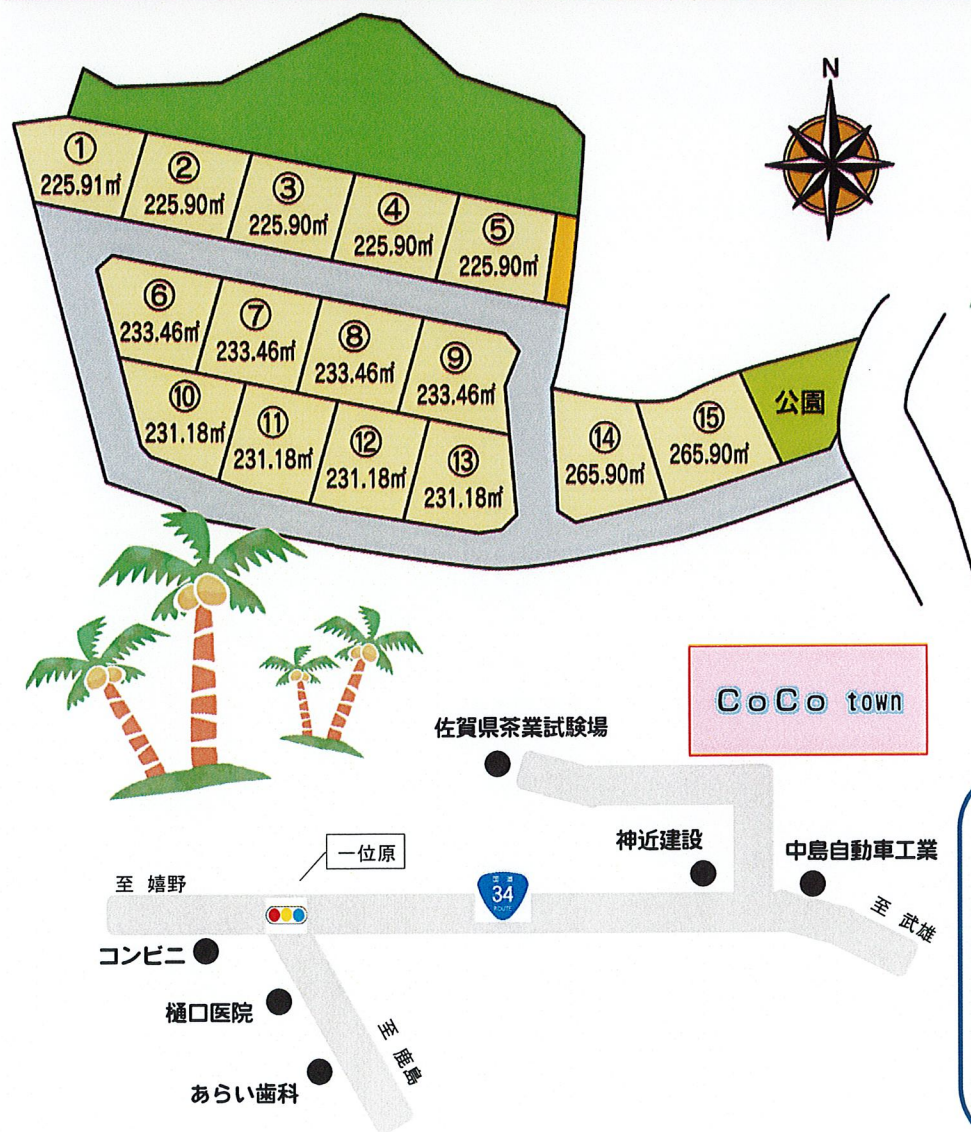 N
①
225.91㎡
②
225.90㎡
③
225.90㎡
④
225.90㎡
⑤
225.90㎡
⑥
233.46㎡
⑦
233.46㎡
⑧
233.46㎡
⑨
233.46㎡
⑩
231.18㎡
⑪
231.18㎡
⑫
231.18㎡
⑬
231.18㎡
⑭
265.90㎡
⑮
265.90㎡
公園
CoCo town
佐賀県茶業試験場
一位原
神近建設
中島自動車工業
至 嬉野
国道
34
ROUTE
至 武雄
コンビニ
樋口医院
至 鹿島
あらい歯科